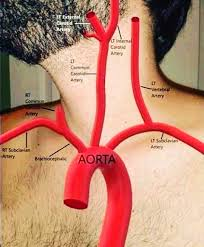 LT External
Carotid
Artery
LT Internal
Carotid
Artery
LT
Common
Carotid
Artery
LT
Vertebral
Artery
RT
Common
Artery
LT Subclavian
Artery
RT Subclavian
Artery
Brachiocephalic
AORTA